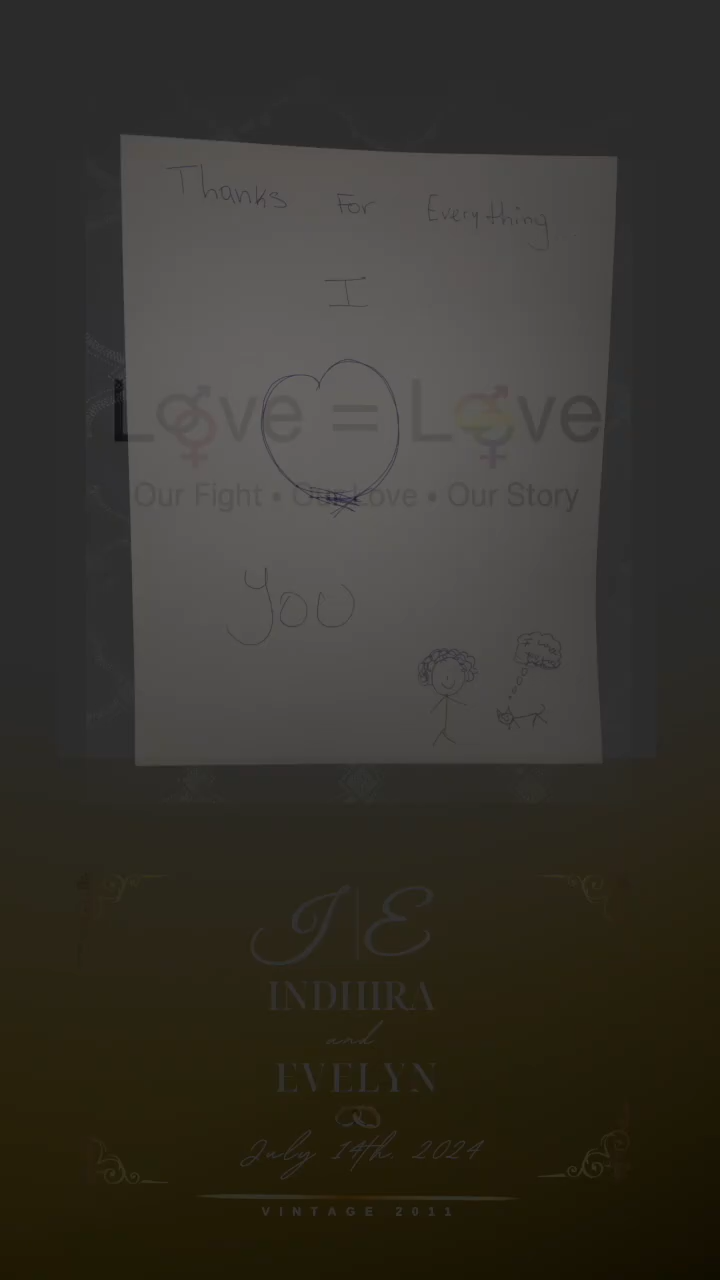 Thanks For Everything...
I
Love = Love
Our Fight • Our Love • Our Story
You
I | E
INDHIRA
and
EVELYN
July 14th, 2024
VINTAGE 2011